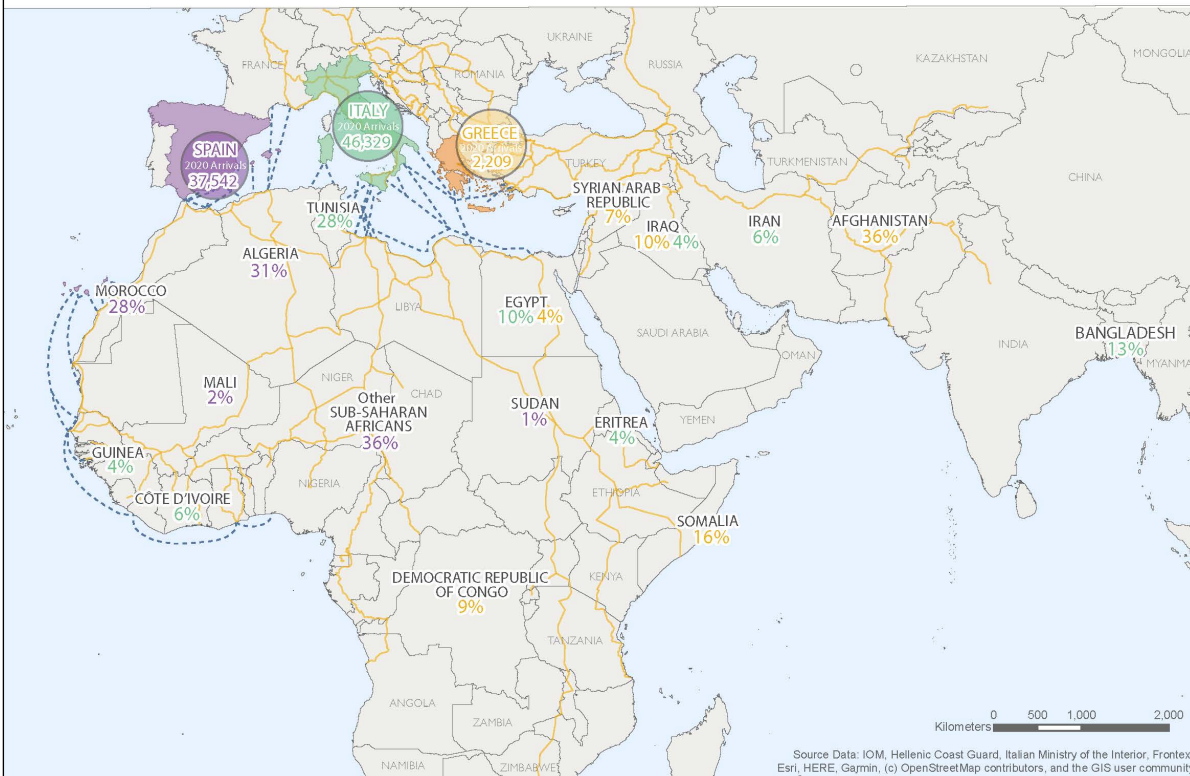 UKRAINE
KAZAKHSTAN
MONGOLIA
FRANCE
RUSSIA
ROMANIA
ITALY
2020 Arrivals
46,329
GREECE
2020 Arrivals
2,209
SPAIN
2020 Arrivals
37,542
TURKEY
TURKMENISTAN
CHINA
SYRIAN ARAB
REPUBLIC
7%
TUNISIA
28%
IRAQ
10% 4%
IRAN
6%
AFGHANISTAN
36%
ALGERIA
31%
MOROCCO
28%
LIBYA
EGYPT
10% 4%
SAUDI ARABIA
OMAN
INDIA
BANGLADESH
13%
MYANMA
MALI
2%
NIGER
CHAD
Other
SUB-SAHARAN
AFRICANS
36%
SUDAN
1%
ERITREA
4%
YEMEN
GUINEA
4%
NIGERIA
CÔTE D'IVOIRE
6%
ETHIOPIA
SOMALIA
16%
DEMOCRATIC REPUBLIC
OF CONGO
9%
KENYA
TANZANIA
ANGOLA
ZAMBIA
NAMIBIA
ZIMBABWE
0 500 1,000 2,000
Kilometers
Source Data: IOM, Hellenic Coast Guard, Italian Ministry of the Interior, Frontex
Esri, HERE, Garmin, (c) OpenStreetMap contributors, and the GIS user community